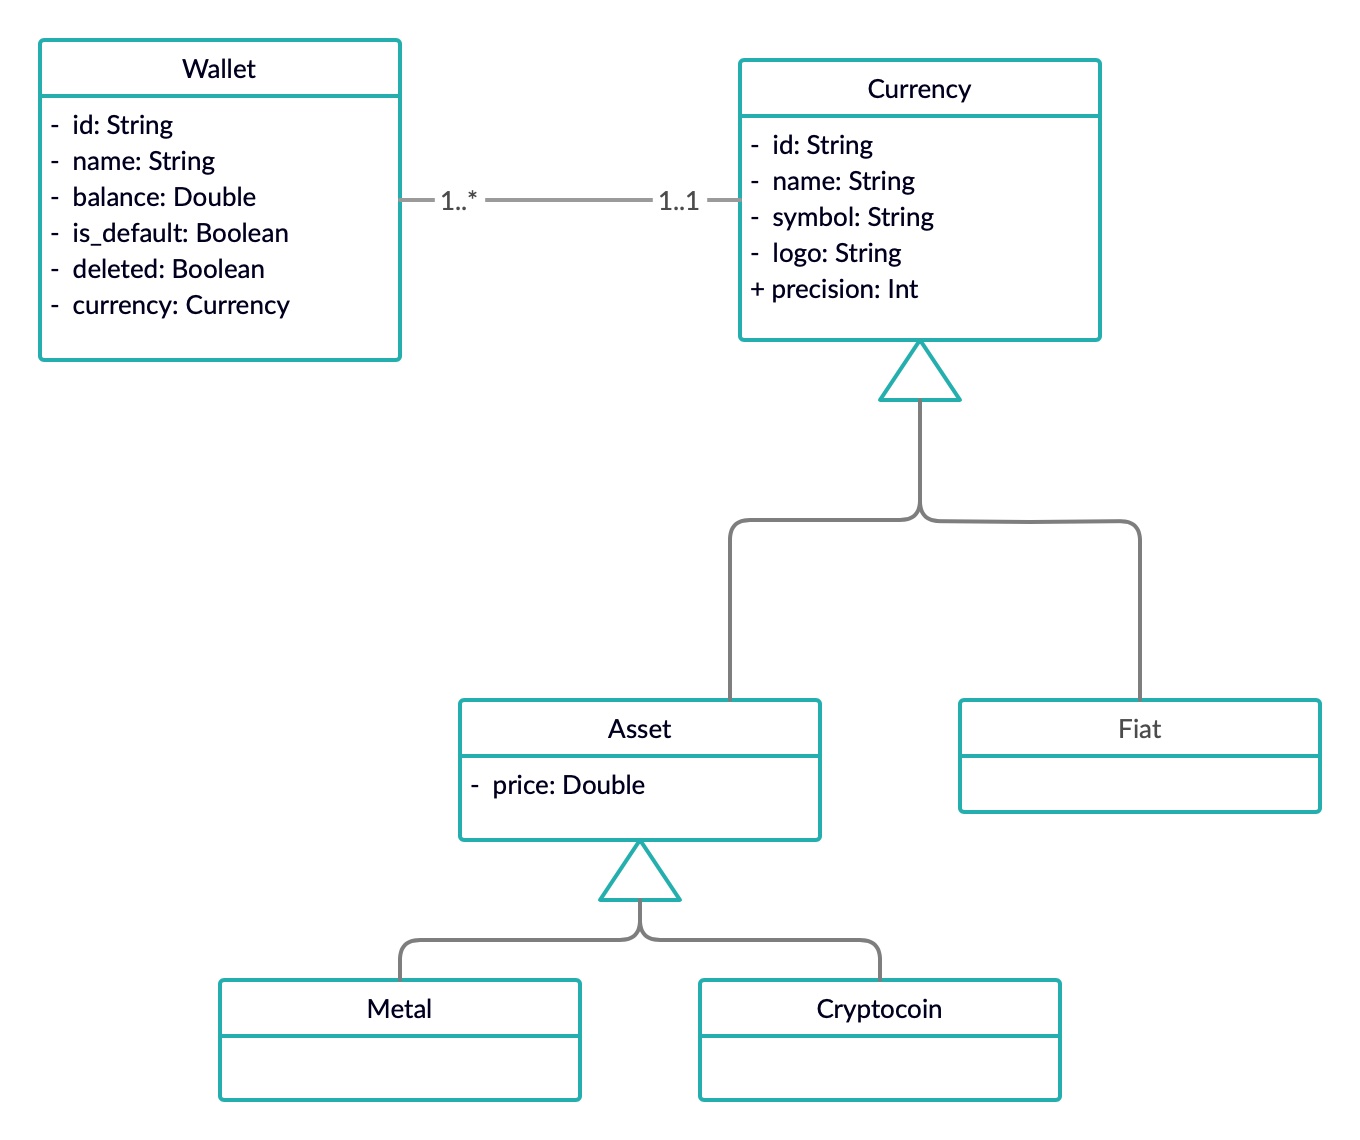 Wallet
- id: String
- name: String
- balance: Double
- is_default: Boolean
- deleted: Boolean
- currency: Currency
1..*
1..1
Currency
- id: String
- name: String
- symbol: String
- logo: String
+ precision: Int
Asset
- price: Double
Fiat
Metal
Cryptocoin